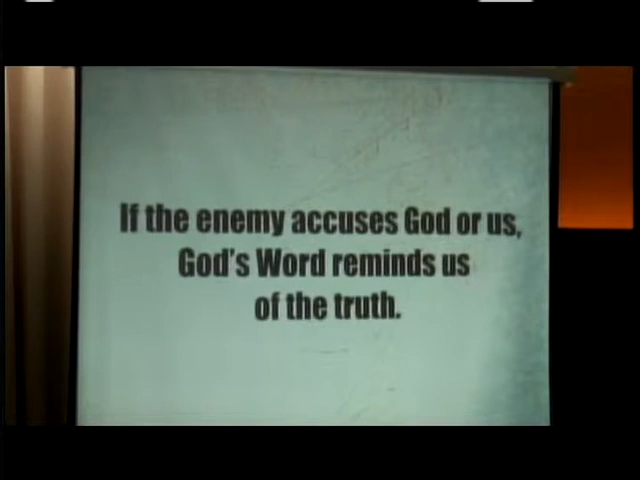 If the enemy accuses God or us,
God's Word reminds us
of the truth.